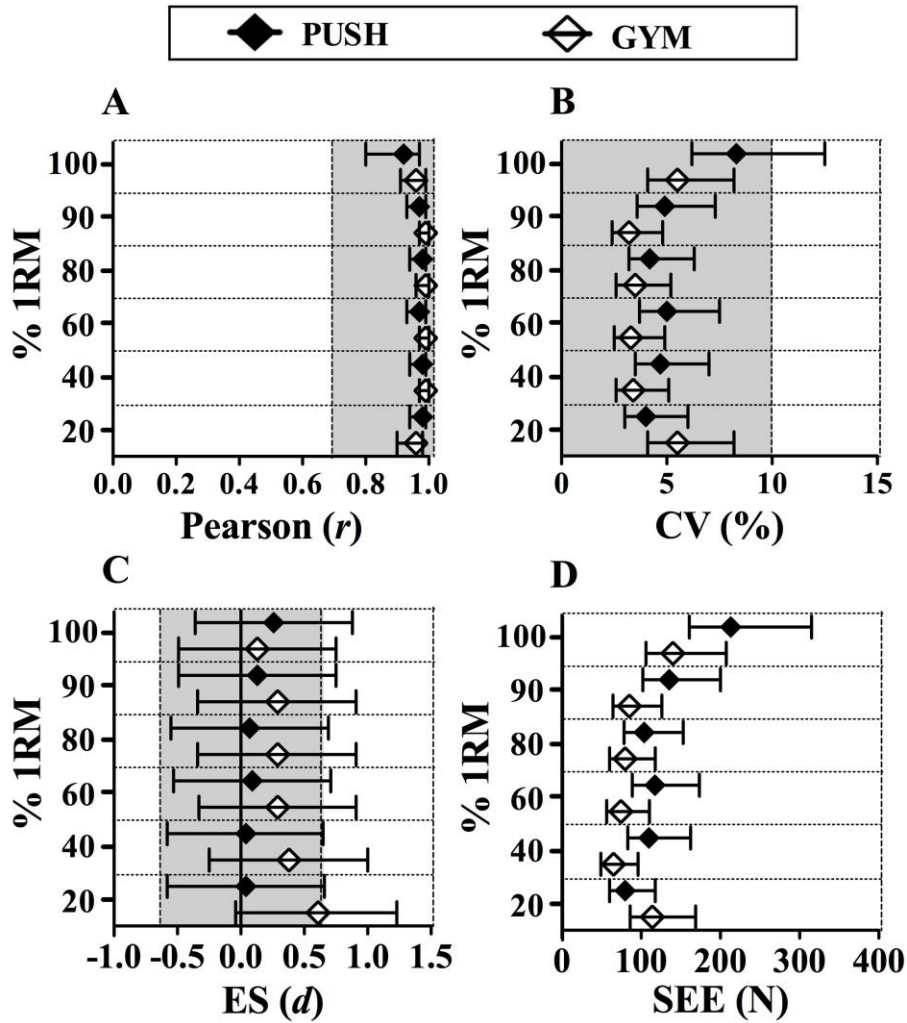 PUSH GYM
A
% 1RM
100
90
80
60
40
20
0.0 0.2 0.4 0.6 0.8 1.0
Pearson (r)
B
% 1RM
100
90
80
60
40
20
0 5 10 15
CV (%)
C
% 1RM
100
90
80
60
40
20
-1.0 -0.5 0.0 0.5 1.0 1.5
ES (d)
D
% 1RM
100
90
80
60
40
20
0 100 200 300 400
SEE (N)